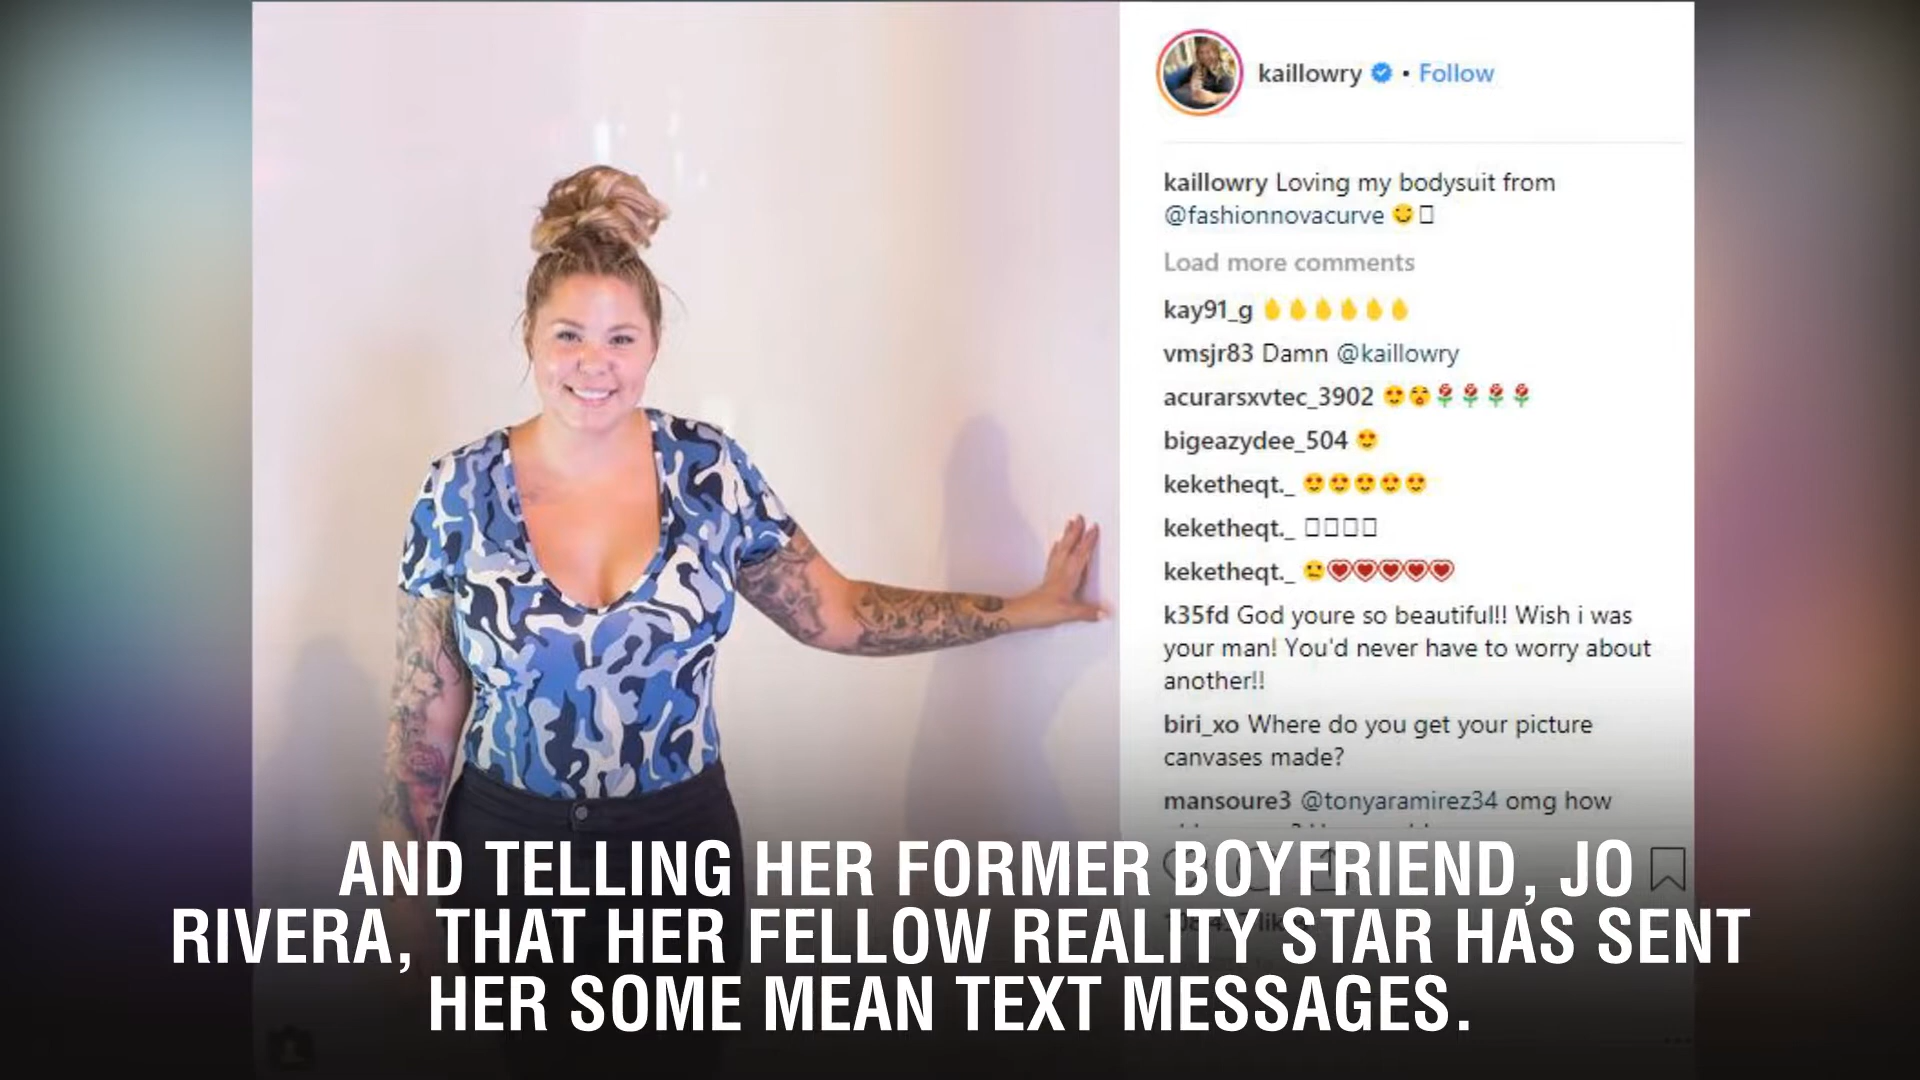 kaillowry • Follow
kaillowry Loving my bodysuit from
@fashionnovacurve
Load more comments
kay91_g
vmsjr83 Damn @kaillowry
acurarsxvtec_3902
bigeazydee_504
keketheqt._
keketheqt._
keketheqt._
k35fd God youre so beautiful!! Wish i was
your man! You'd never have to worry about
another!!
biri_xo Where do you get your picture
canvases made?
mansoure3 @tonyaramirez34 omg how
AND TELLING HER FORMER BOYFRIEND, JO
RIVERA, THAT HER FELLOW REALITY STAR HAS SENT
HER SOME MEAN TEXT MESSAGES.